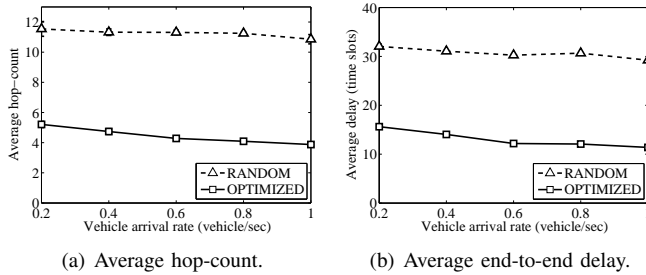 Average hop-count
12
10
8
6
4
2
0
0.2
0.4
0.6
0.8
1
Vehicle arrival rate (vehicle/sec)
RANDOM
OPTIMIZED
(a) Average hop-count.
Average delay (time slots)
40
30
20
10
0
0.2
0.4
0.6
0.8
Vehicle arrival rate (vehicle/sec)
RANDOM
OPTIMIZED
(b) Average end-to-end delay.